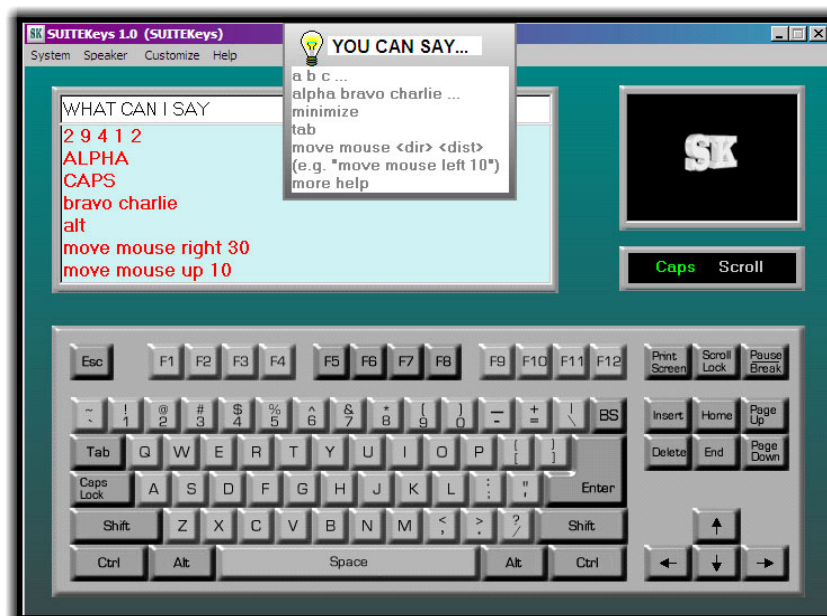 SK SUITEKeys 1.0 (SUITEKeys)
System Speaker Customize Help
YOU CAN SAY...
a b c ...
alpha bravo charlie ...
minimize
tab
move mouse <dir> <dist>
(e.g. "move mouse left 10")
more help
WHAT CAN I SAY
2 9 4 1 2
ALPHA
CAPS
bravo charlie
alt
move mouse right 30
move mouse up 10
SK
Caps Scroll
Esc F1 F2 F3 F4 F5 F6 F7 F8 F9 F10 F11 F12 Print Screen Scroll Lock Pause Break
~ ` ! 1 @ 2 # 3 $ 4 % 5 ^ 6 & 7 * 8 ( 9 ) 0 — - + = | \ BS Insert Home Page Up
Tab Q W E R T Y U I O P { [ } ] Delete End Page Down
Caps Lock A S D F G H J K L : ; " ' Enter
Shift Z X C V B N M < , > . ? / Shift
Ctrl Alt Space Alt Ctrl